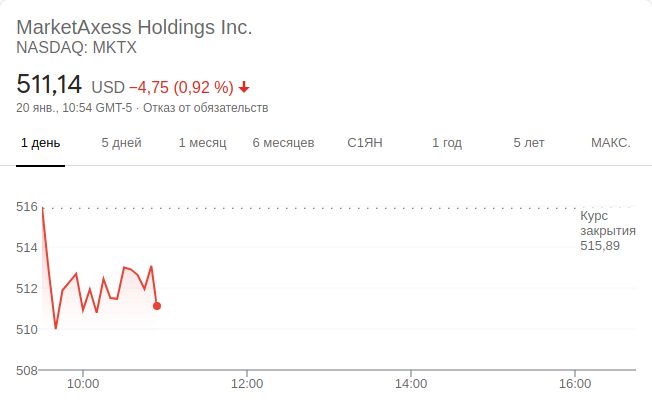 MarketAxess Holdings Inc.
NASDAQ: MKTX
511,14 USD −4,75 (0,92 %)
20 янв., 10:54 GMT-5 · Отказ от обязательств
1 день 5 дней 1 месяц 6 месяцев С1ЯН 1 год 5 лет МАКС.
516
Курс
закрытия
515,89
514
512
510
508
10:00 12:00 14:00 16:00